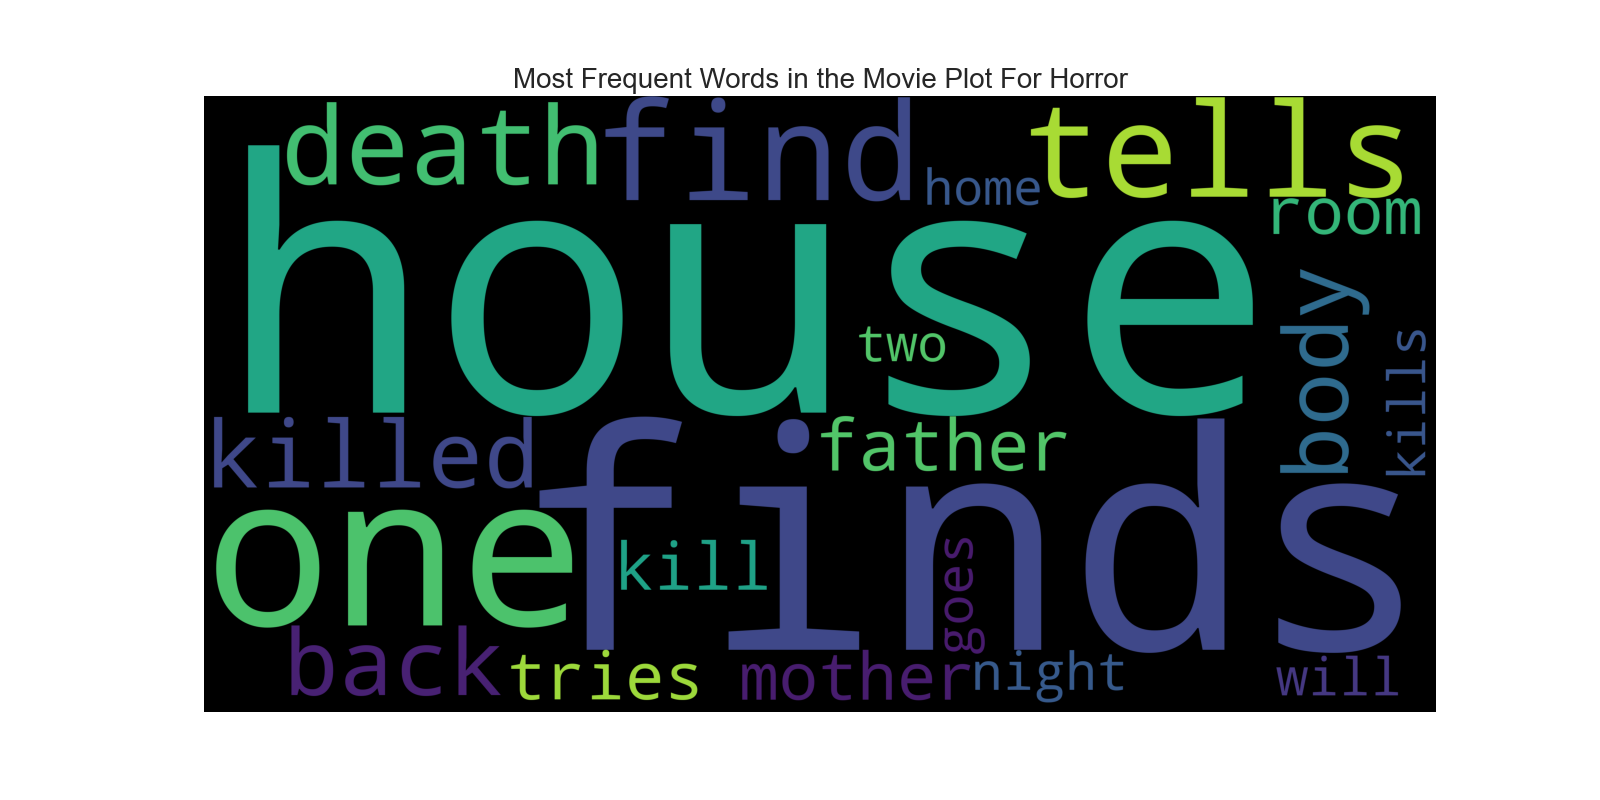 Most Frequent Words in the Movie Plot For Horror
death
find
tells
home
room
house
two
body
kills
killed
father
finds
one
kill
goes
back
tries
mother
night
will